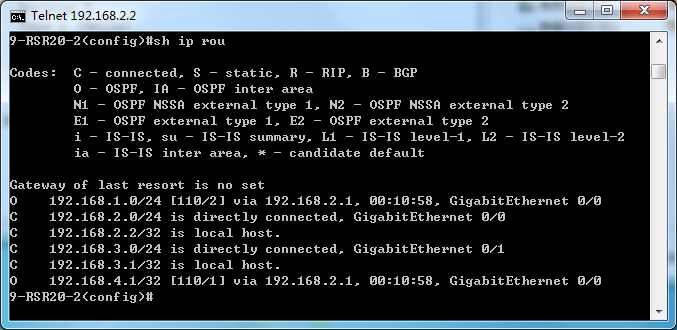 Telnet 192.168.2.2
9-RSR20-2(config)#sh ip rou
Codes:  C - connected, S - static, R - RIP, B - BGP
        O - OSPF, IA - OSPF inter area
        N1 - OSPF NSSA external type 1, N2 - OSPF NSSA external type 2
        E1 - OSPF external type 1, E2 - OSPF external type 2
        i - IS-IS, su - IS-IS summary, L1 - IS-IS level-1, L2 - IS-IS level-2
        ia - IS-IS inter area, * - candidate default
Gateway of last resort is no set
O    192.168.1.0/24 [110/2] via 192.168.2.1, 00:10:58, GigabitEthernet 0/0
C    192.168.2.0/24 is directly connected, GigabitEthernet 0/0
C    192.168.2.2/32 is local host.
C    192.168.3.0/24 is directly connected, GigabitEthernet 0/1
C    192.168.3.1/32 is local host.
O    192.168.4.1/32 [110/1] via 192.168.2.1, 00:10:58, GigabitEthernet 0/0
9-RSR20-2(config)#